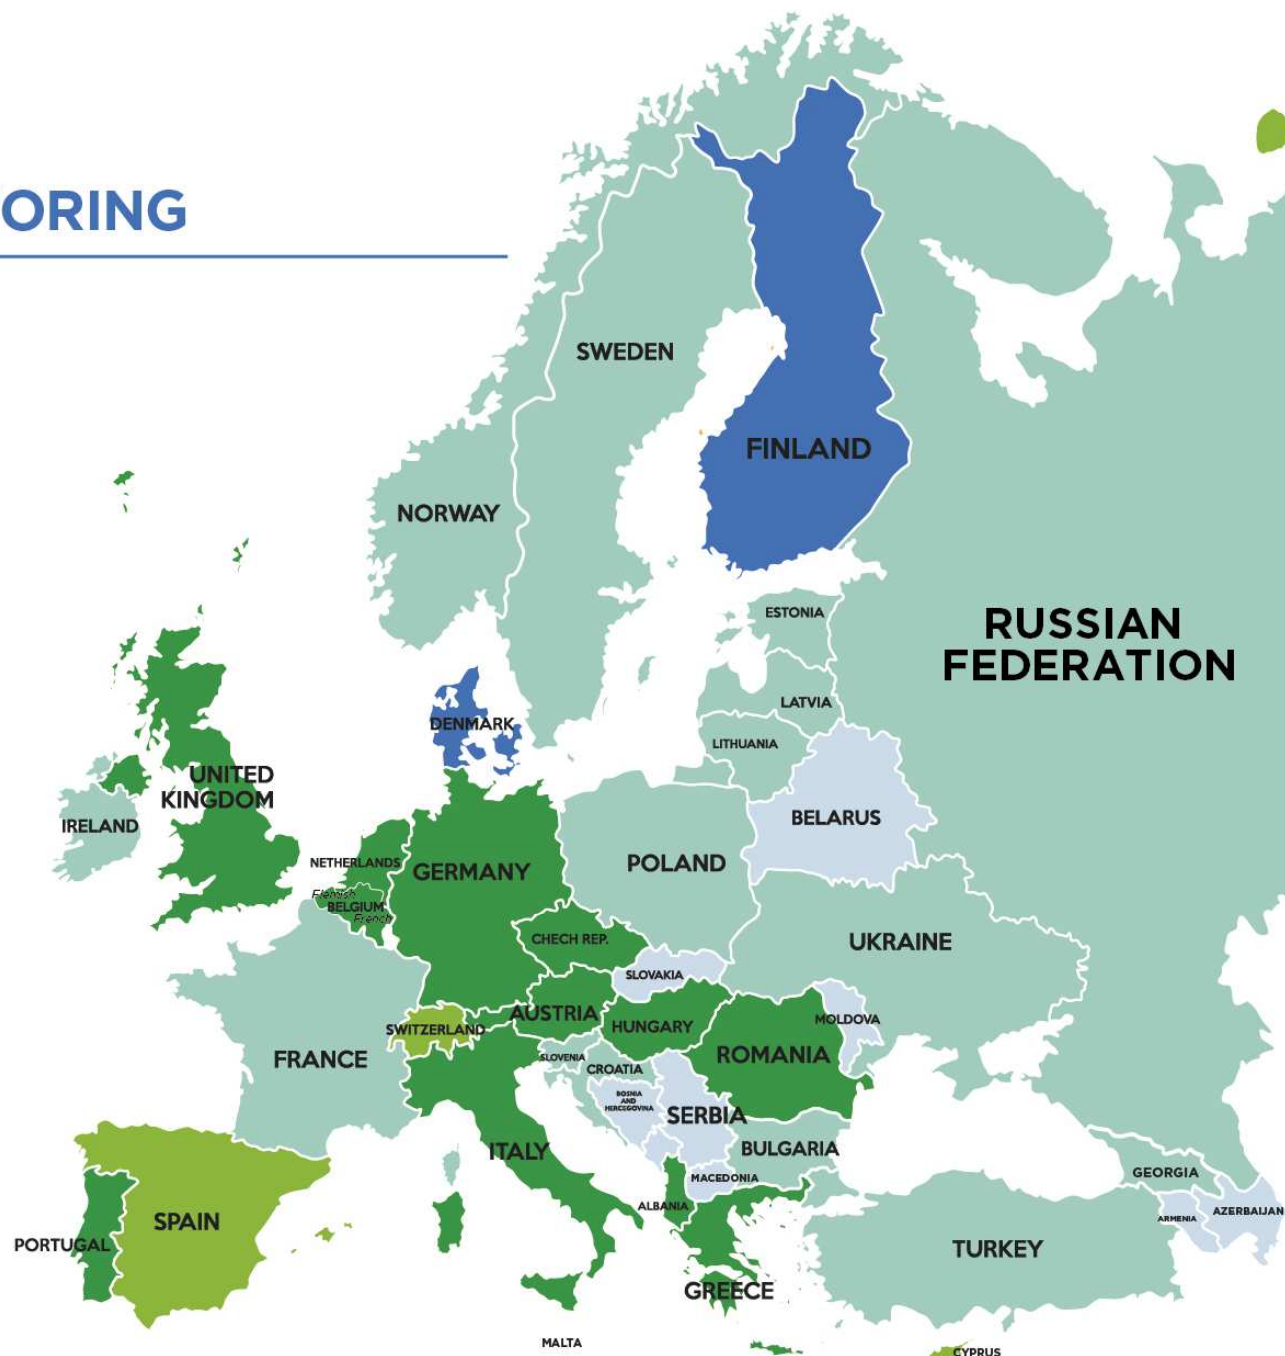 ORING
SWEDEN
FINLAND
NORWAY
ESTONIA
RUSSIAN
FEDERATION
LATVIA
DENMARK
LITHUANIA
UNITED
KINGDOM
IRELAND
BELARUS
NETHERLANDS
GERMANY
POLAND
Flemish
BELGIUM
French
CHECH REP.
UKRAINE
SLOVAKIA
AUSTRIA
SWITZERLAND
HUNGARY
MOLDOVA
FRANCE
SLOVENIA
CROATIA
ROMANIA
BOSNIA
AND
HERCEGOVINA
SERBIA
ITALY
BULGARIA
MACEDONIA
GEORGIA
ALBANIA
ARMENIA
AZERBAIJAN
SPAIN
PORTUGAL
TURKEY
GREECE
MALTA
CYPRUS